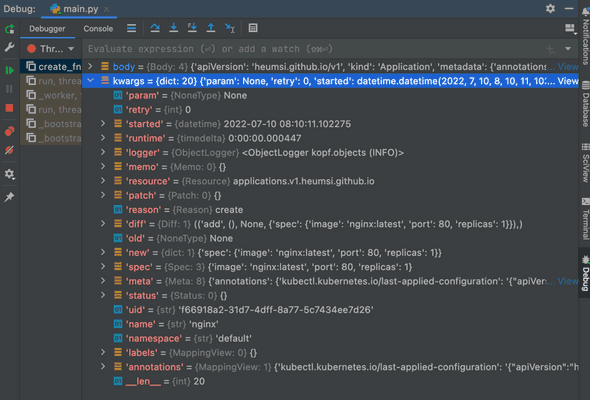 Debug: main.py
Debugger Console
Thr...
Evaluate expression (⏎) or add a watch (⌥⌘⏎)
create_fn
body = {Body: 4} {'apiVersion': 'heumsi.github.io/v1', 'kind': 'Application', 'metadata': {'annotations... View
run, threa
kwargs = {dict: 20} {'param': None, 'retry': 0, 'started': datetime.datetime(2022, 7, 10, 8, 10, 11, 10... View
_worker,
'param' = {NoneType} None
run, threa
'retry' = {int} 0
_bootstra
'started' = {datetime} 2022-07-10 08:10:11.102275
_bootstra
'runtime' = {timedelta} 0:00:00.000447
'logger' = {ObjectLogger} <ObjectLogger kopf.objects (INFO)>
'memo' = {Memo: 0} {}
'resource' = {Resource} applications.v1.heumsi.github.io
'patch' = {Patch: 0} {}
'reason' = {Reason} create
'diff' = {Diff: 1} (('add', (), None, {'spec': {'image': 'nginx:latest', 'port': 80, 'replicas': 1}}),)
'old' = {NoneType} None
'new' = {dict: 1} {'spec': {'image': 'nginx:latest', 'port': 80, 'replicas': 1}}
'spec' = {Spec: 3} {'image': 'nginx:latest', 'port': 80, 'replicas': 1}
'meta' = {Meta: 8} {'annotations': {'kubectl.kubernetes.io/last-applied-configuration': '{"apiVer... View
'status' = {Status: 0} {}
'uid' = {str} 'f66918a2-31d7-4dff-8a77-5c7434ee7d26'
'name' = {str} 'nginx'
'namespace' = {str} 'default'
'labels' = {MappingView: 0} {}
'annotations' = {MappingView: 1} {'kubectl.kubernetes.io/last-applied-configuration': '{"apiVersion":"h
__len__ = {int} 20
Notifications
Database
SciView
Terminal
Debug